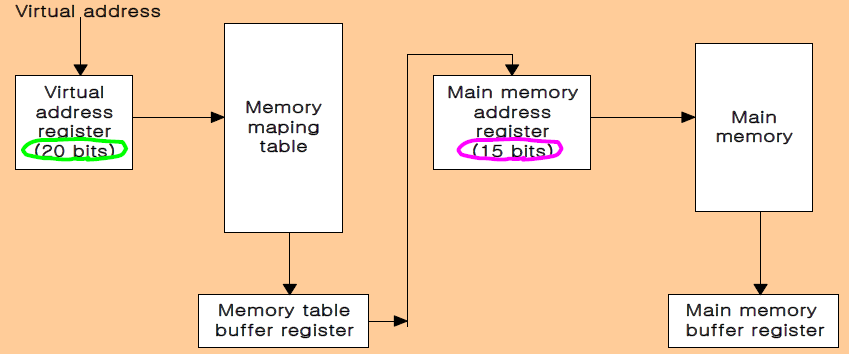 Virtual address
Virtual
address
register
(20 bits)
Memory
maping
table
Memory table
buffer register
Main memory
address
register
(15 bits)
Main
memory
Main memory
buffer register